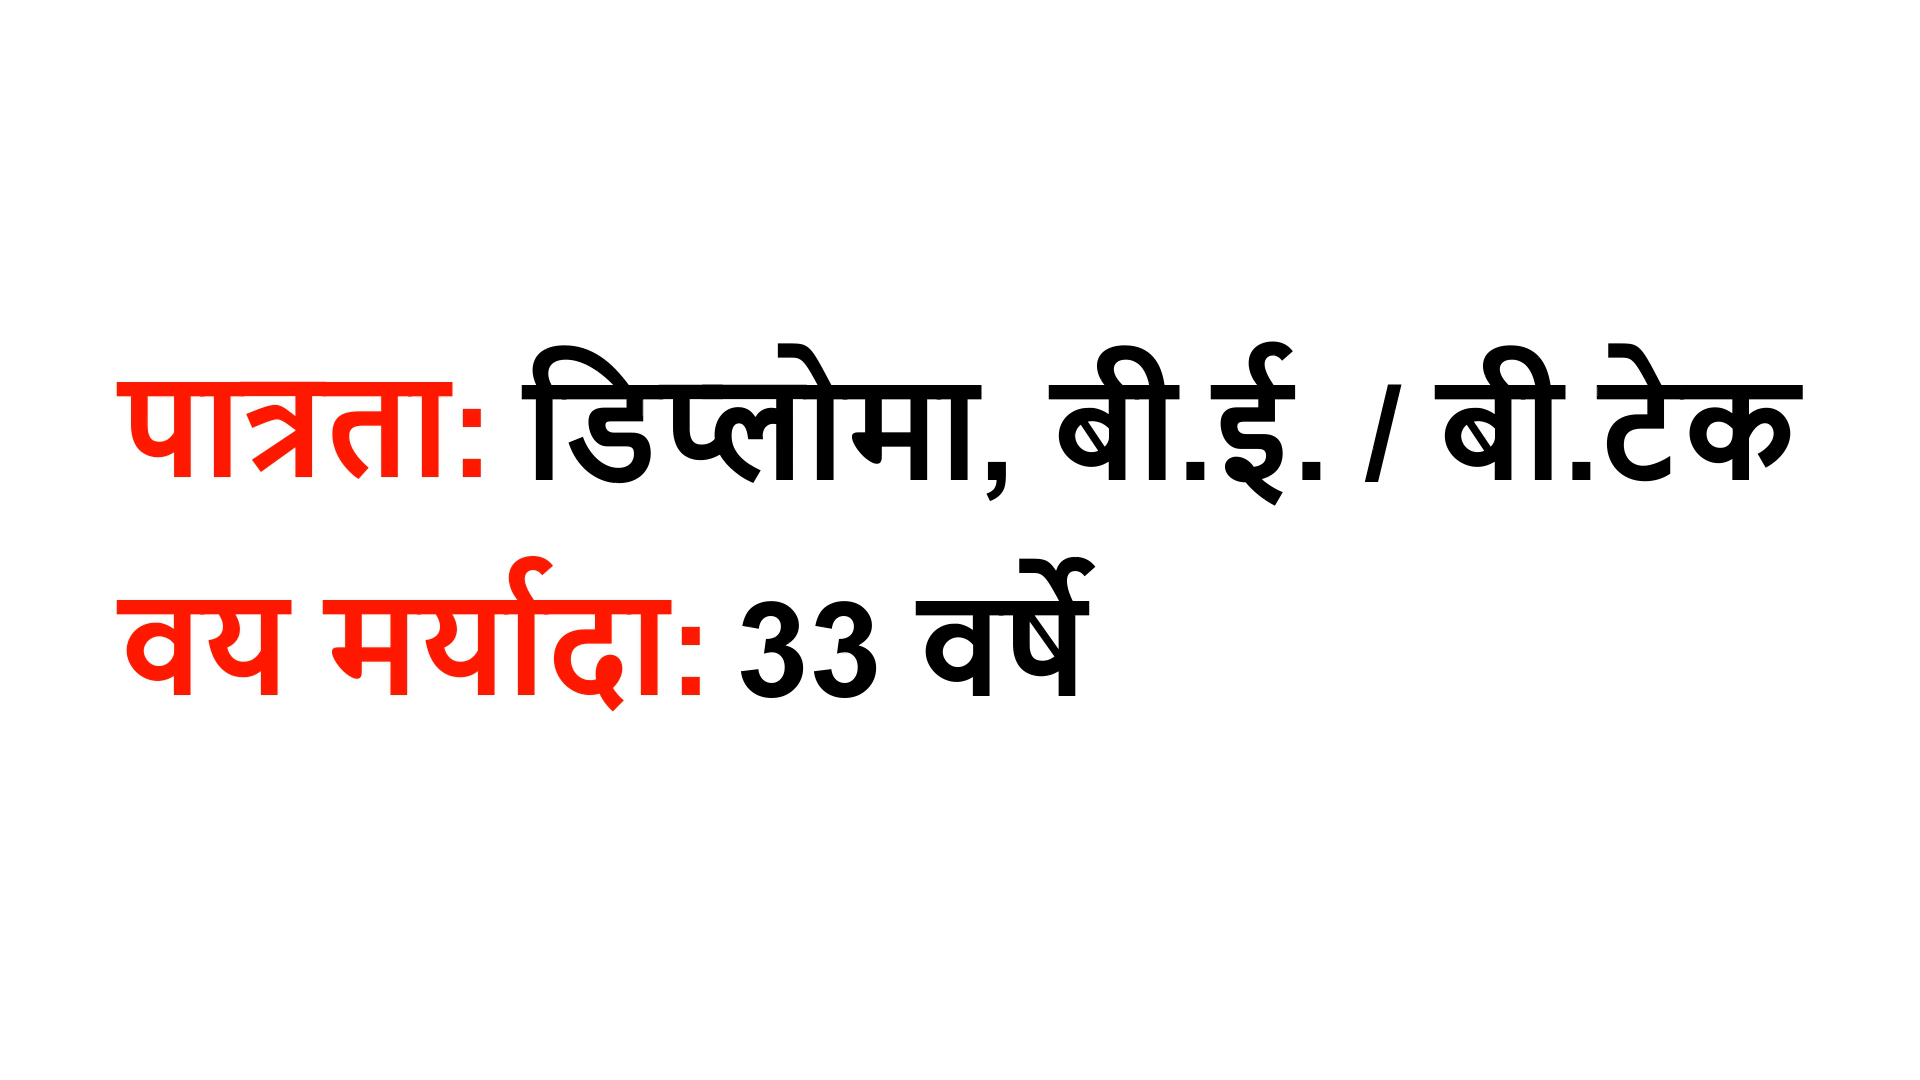 पात्रता: डिप्लोमा, बी.ई. / बी.टेक
वय मर्यादा: 33 वर्षे